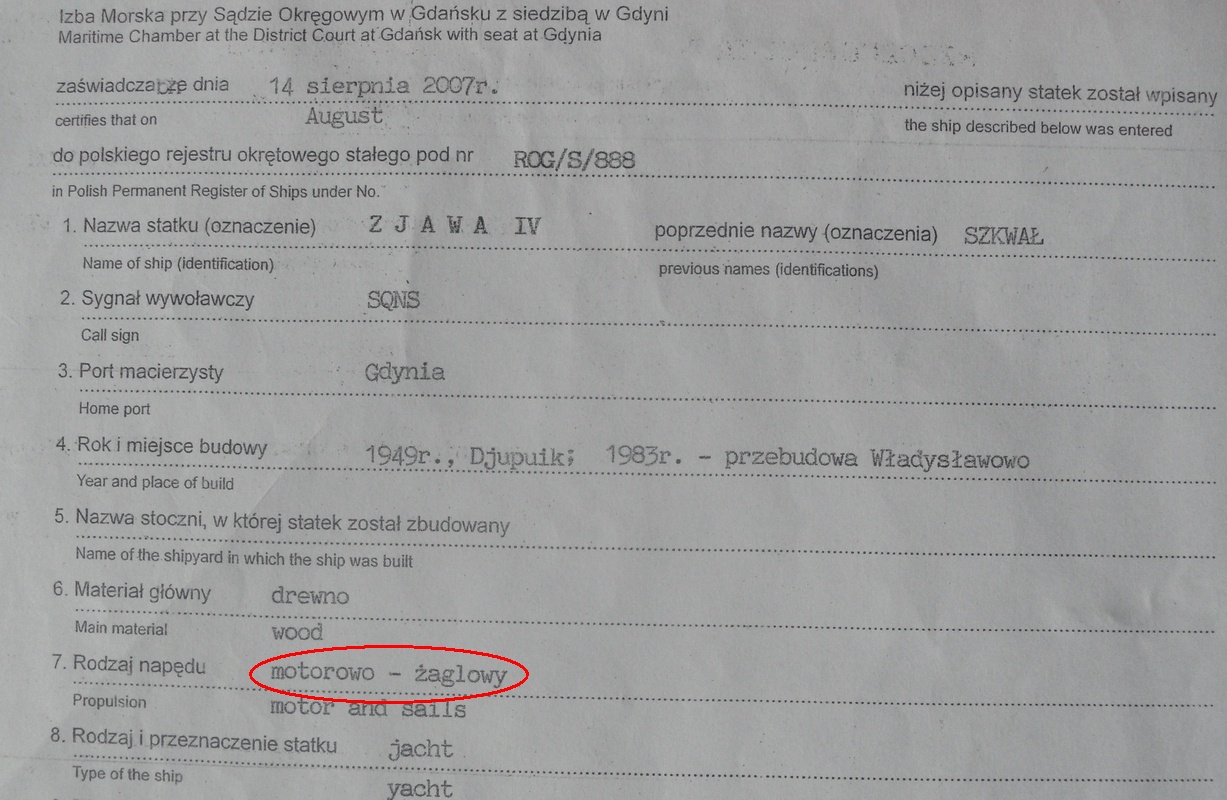 Izba Morska przy Sądzie Okręgowym w Gdańsku z siedzibą w Gdyni
Maritime Chamber at the District Court at Gdańsk with seat at Gdynia
zaświadcza że dnia 14 sierpnia 2007r. niżej opisany statek został wpisany
certifies that on August the ship described below was entered
do polskiego rejestru okrętowego stałego pod nr ROG/S/888
in Polish Permanent Register of Ships under No.
1. Nazwa statku (oznaczenie) Z J A W A IV poprzednie nazwy (oznaczenia) SZKWAŁ
Name of ship (identification) previous names (identifications)
2. Sygnał wywoławczy SQNS
Call sign
3. Port macierzysty Gdynia
Home port
4. Rok i miejsce budowy 1949r., Djupuik; 1983r. – przebudowa Władysławowo
Year and place of build
5. Nazwa stoczni, w której statek został zbudowany
Name of the shipyard in which the ship was built
6. Materiał główny drewno
Main material wood
7. Rodzaj napędu motorowo – żaglowy
Propulsion motor and sails
8. Rodzaj i przeznaczenie statku jacht
Type of the ship yacht